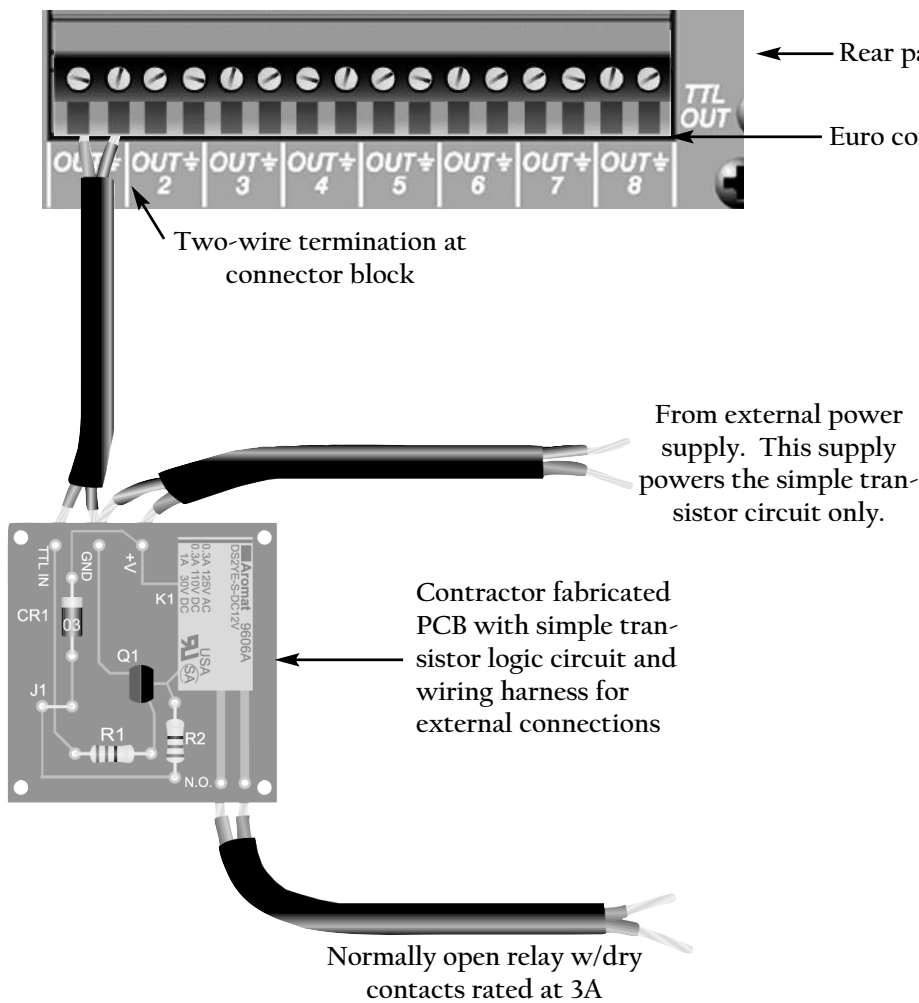 Rear pa
TTL
OUT
Euro co
OUT ⏚ OUT ⏚ OUT ⏚ OUT ⏚ OUT ⏚ OUT ⏚ OUT ⏚ OUT ⏚
2 3 4 5 6 7 8
Two-wire termination at
connector block
From external power
supply. This supply
powers the simple tran-
sistor circuit only.
TTL IN
GND
+V
K1
0.3A 125V AC
0.3A 110V DC
1A 30V DC
Aromat
DS2YE-S-DC12V
9606A
USA
SA
CR1
03
Q1
J1
R1
R2
N.O.
Contractor fabricated
PCB with simple tran-
sistor logic circuit and
wiring harness for
external connections
Normally open relay w/dry
contacts rated at 3A